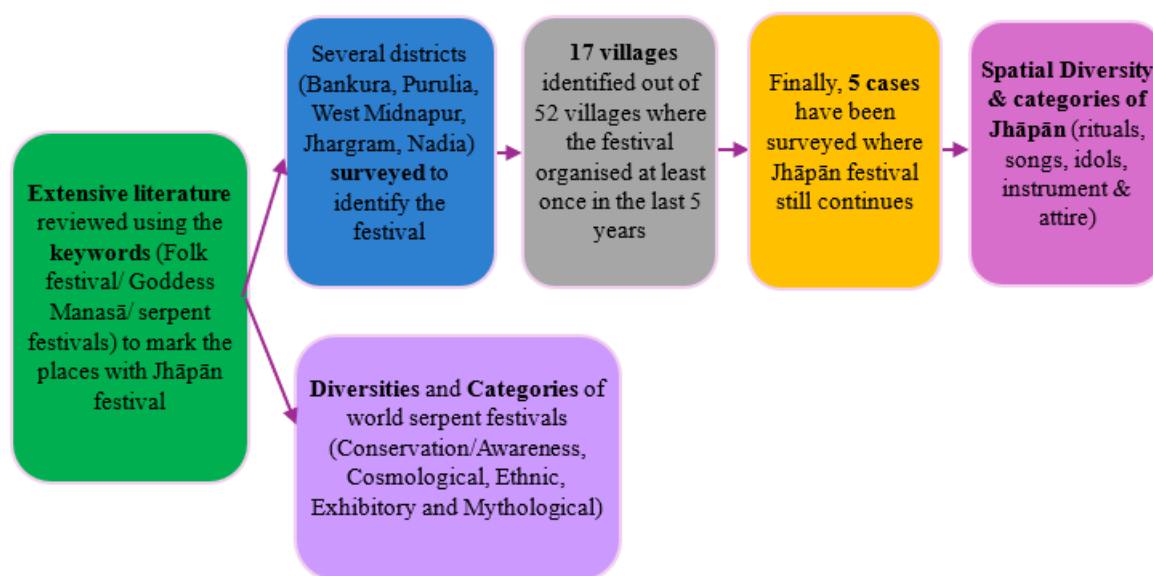 Extensive literature
reviewed using the
keywords (Folk
festival/ Goddess
Manasā/ serpent
festivals) to mark the
places with Jhāpān
festival
Several districts
(Bankura, Purulia,
West Midnapur,
Jhargram, Nadia)
surveyed to
identify the
festival
17 villages
identified out of
52 villages where
the festival
organised at least
once in the last 5
years
Finally, 5 cases
have been
surveyed where
Jhāpān festival
still continues
Spatial Diversity
& categories of
Jhāpān (rituals,
songs, idols,
instrument &
attire)
Diversities and Categories of
world serpent festivals
(Conservation/Awareness,
Cosmological, Ethnic,
Exhibitory and Mythological)